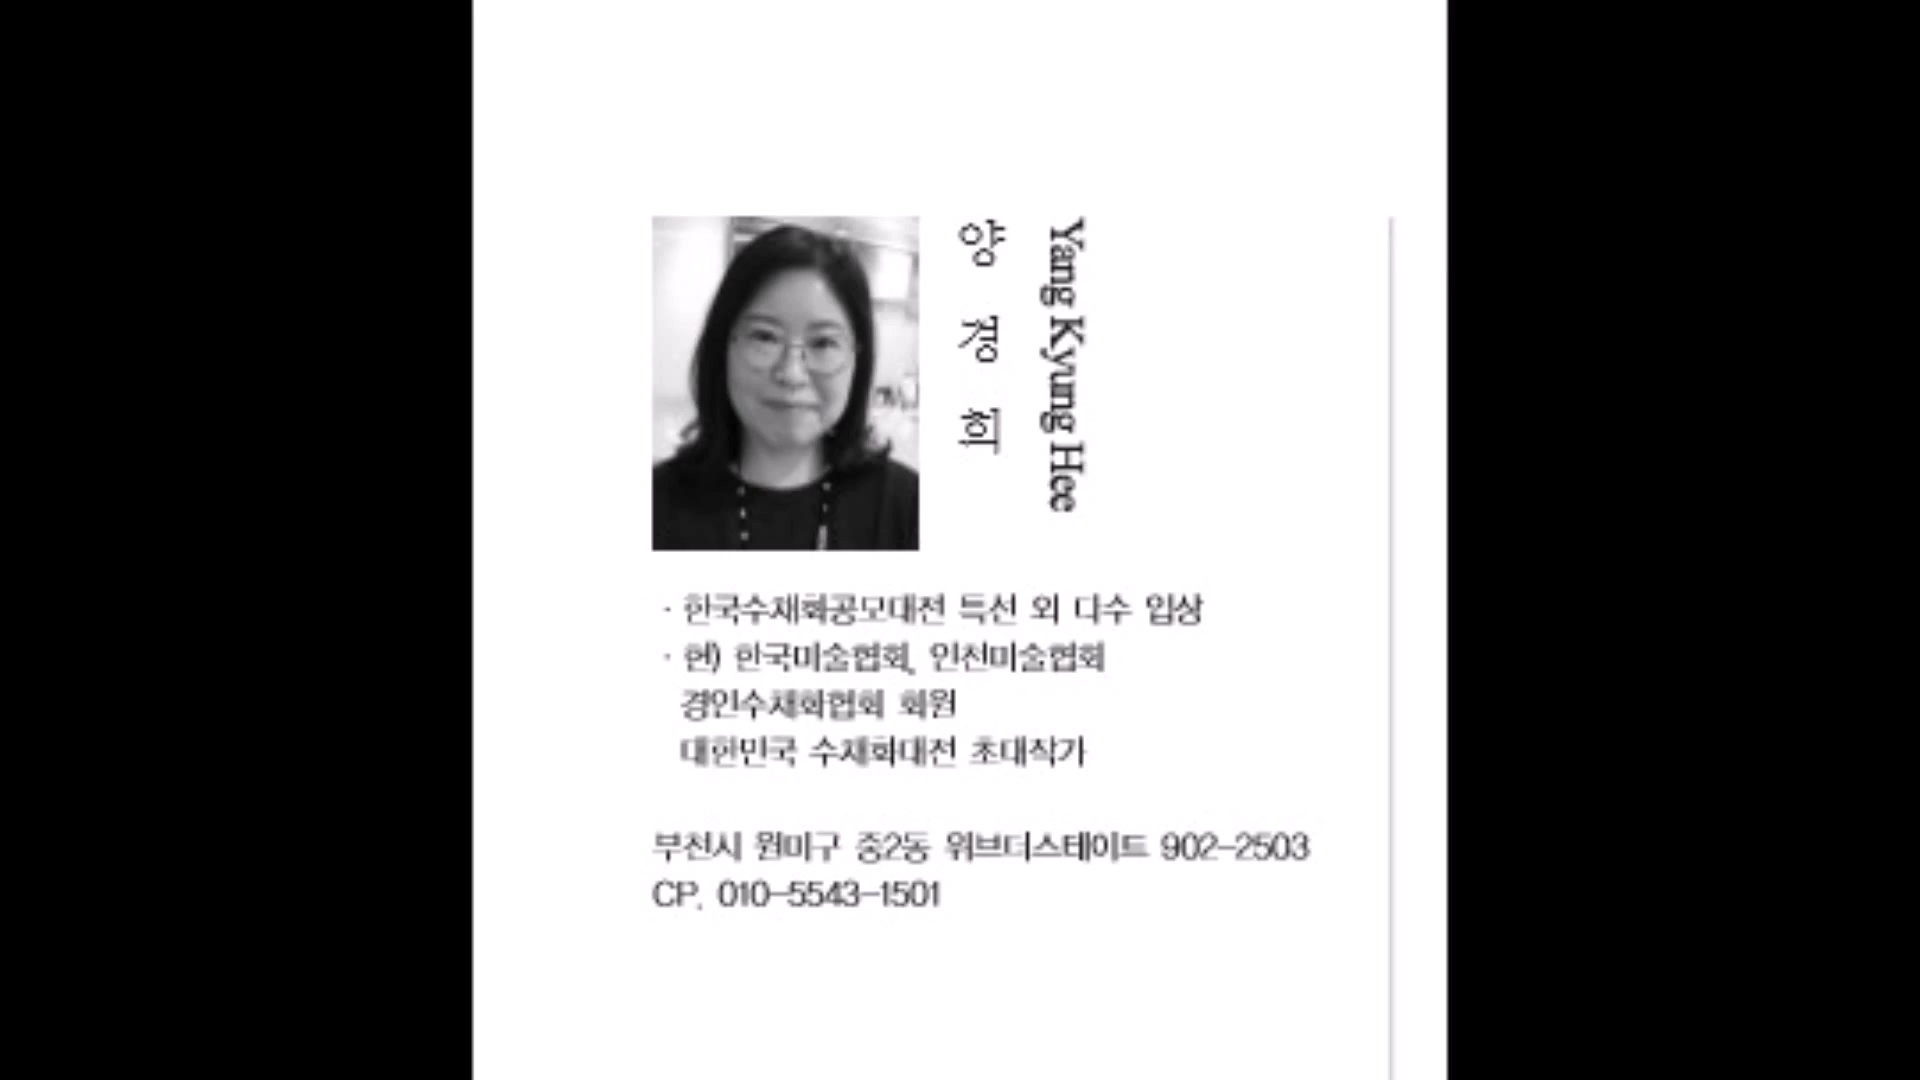 양경희
Yang Kyung Hee
· 한국수채화공모대전 특선 외 다수 입상
· 현) 한국미술협회, 인천미술협회
경인수채화협회 회원
대한민국 수채화대전 초대작가
부천시 원미구 중2동 위브더스테이트 902-2503
CP. 010-5543-1501